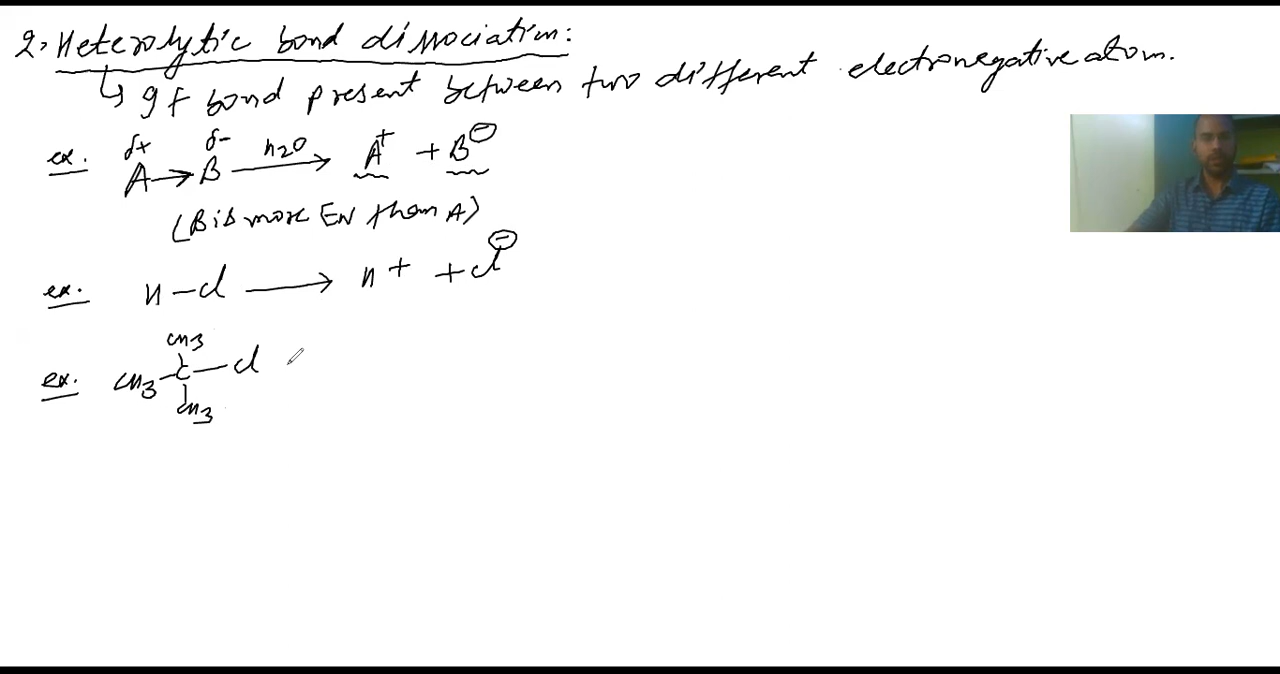 2. Heterolytic bond dissociation:
↳ If bond present between two different electronegative atom.
ex. δ+ δ-
A → B —H2O→ A+ + B⊖
(B is more EN than A)
ex. H – Cl ⟶ H+ + Cl⊖
CH3
ex. CH3 – C – Cl
CH3